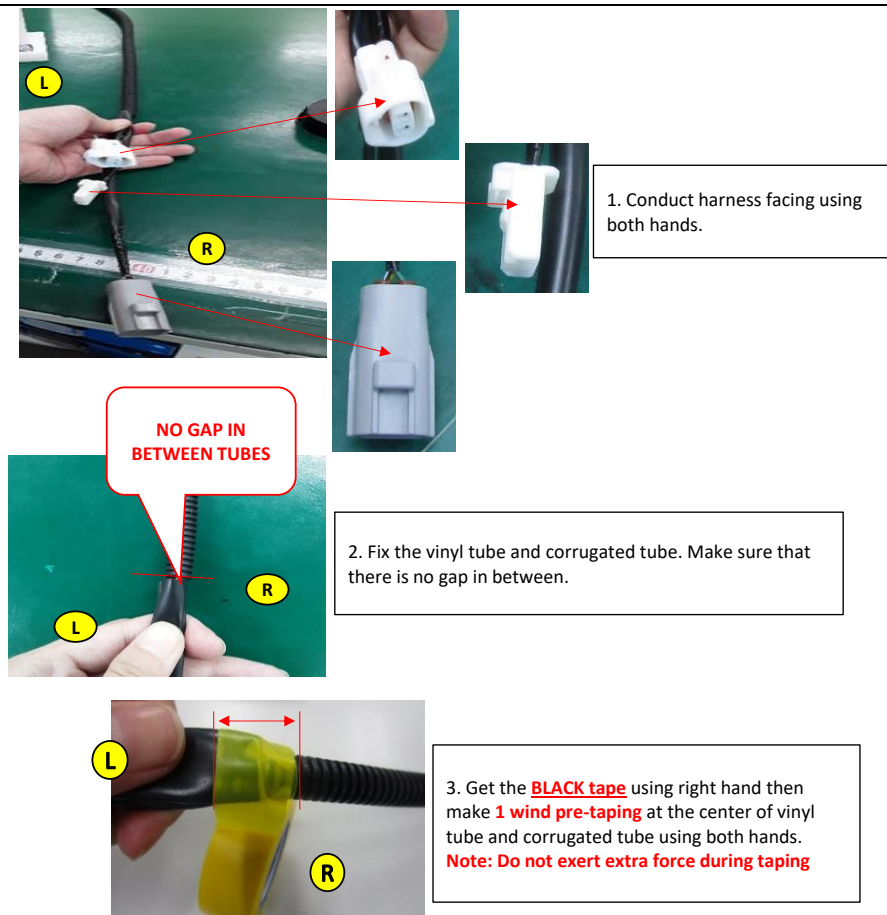 L
R
1. Conduct harness facing using
both hands.
NO GAP IN
BETWEEN TUBES
L
R
2. Fix the vinyl tube and corrugated tube. Make sure that
there is no gap in between.
L
R
3. Get the BLACK tape using right hand then
make 1 wind pre-taping at the center of vinyl
tube and corrugated tube using both hands.
Note: Do not exert extra force during taping